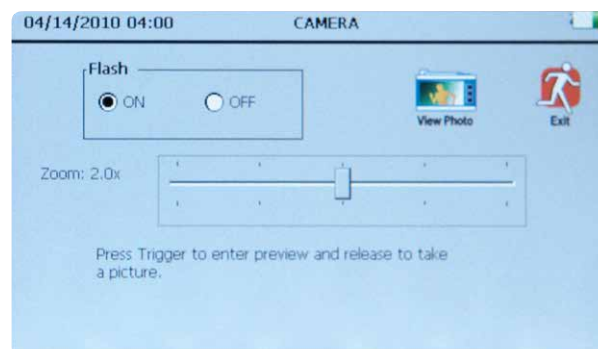 04/14/2010 04:00 CAMERA
Flash
ON OFF
View Photo Exit
Zoom: 2.0x
Press Trigger to enter preview and release to take
a picture.